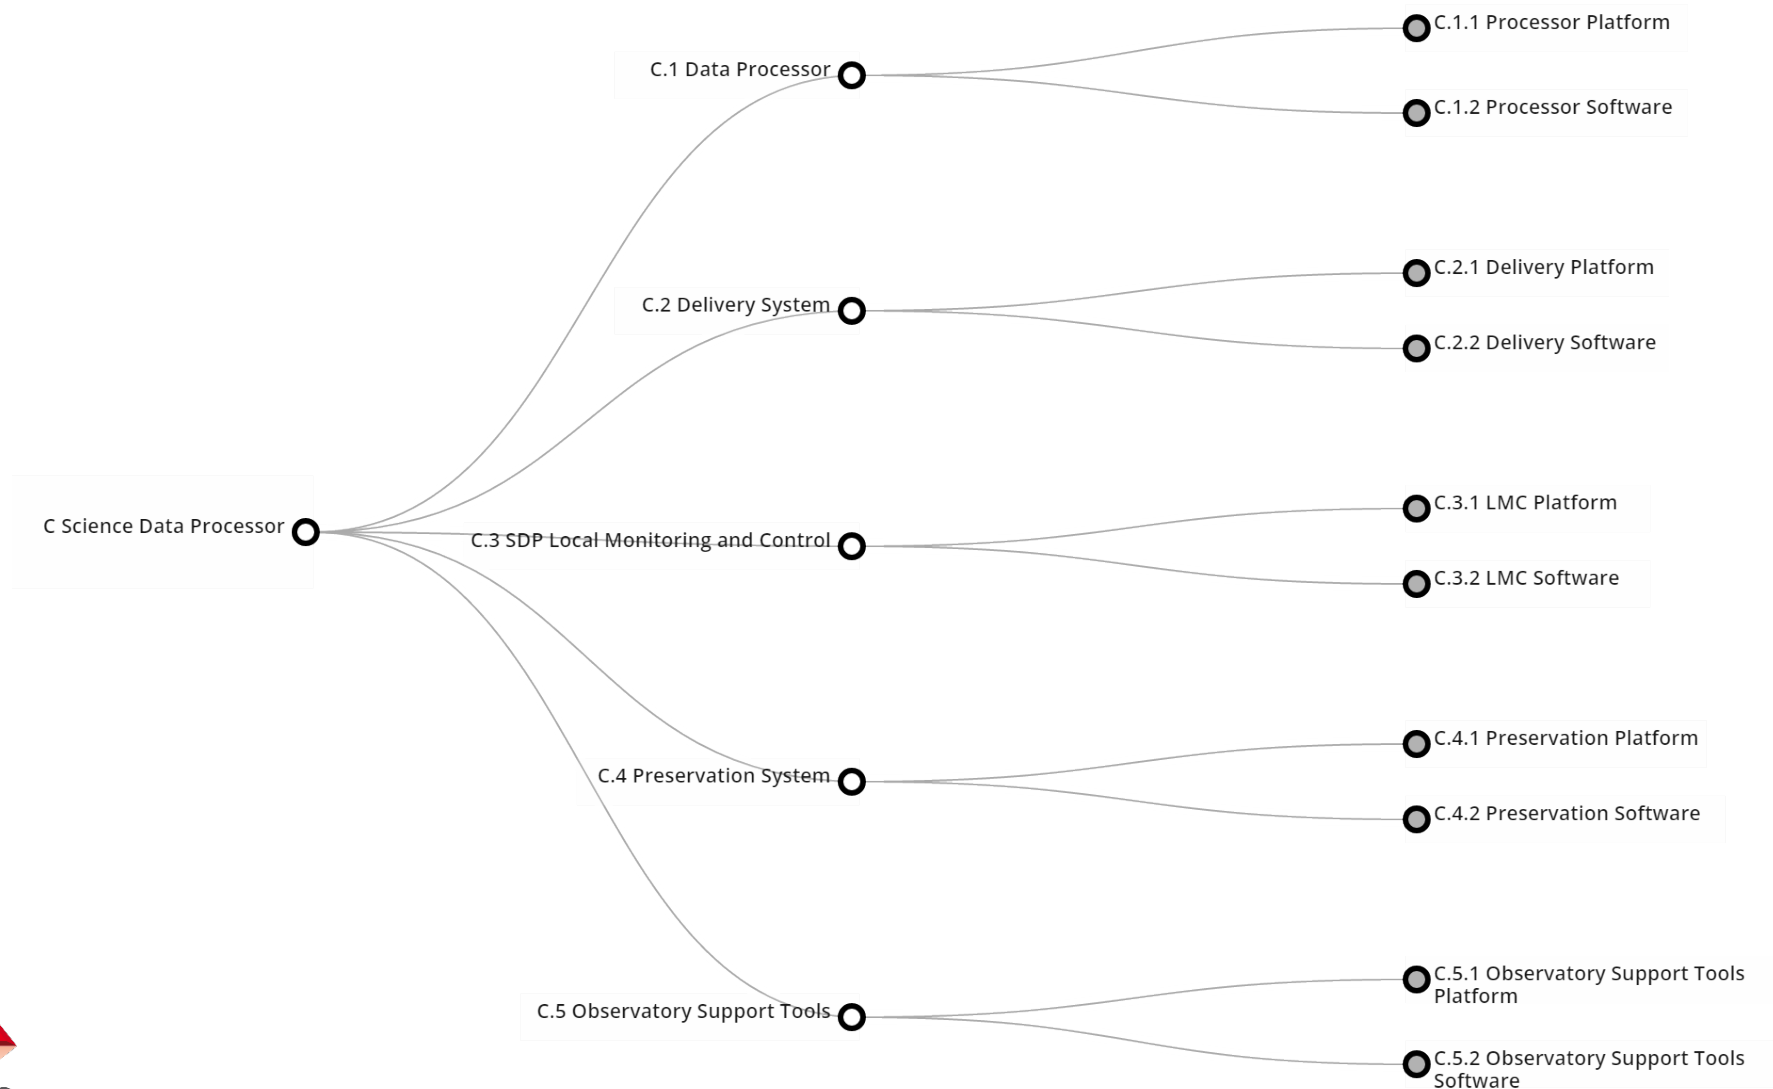 C.1.1 Processor Platform
C.1 Data Processor
C.1.2 Processor Software
C.2.1 Delivery Platform
C.2 Delivery System
C.2.2 Delivery Software
C.3.1 LMC Platform
C Science Data Processor
C.3 SDP Local Monitoring and Control
C.3.2 LMC Software
C.4.1 Preservation Platform
C.4 Preservation System
C.4.2 Preservation Software
C.5.1 Observatory Support Tools
Platform
C.5 Observatory Support Tools
C.5.2 Observatory Support Tools
Software